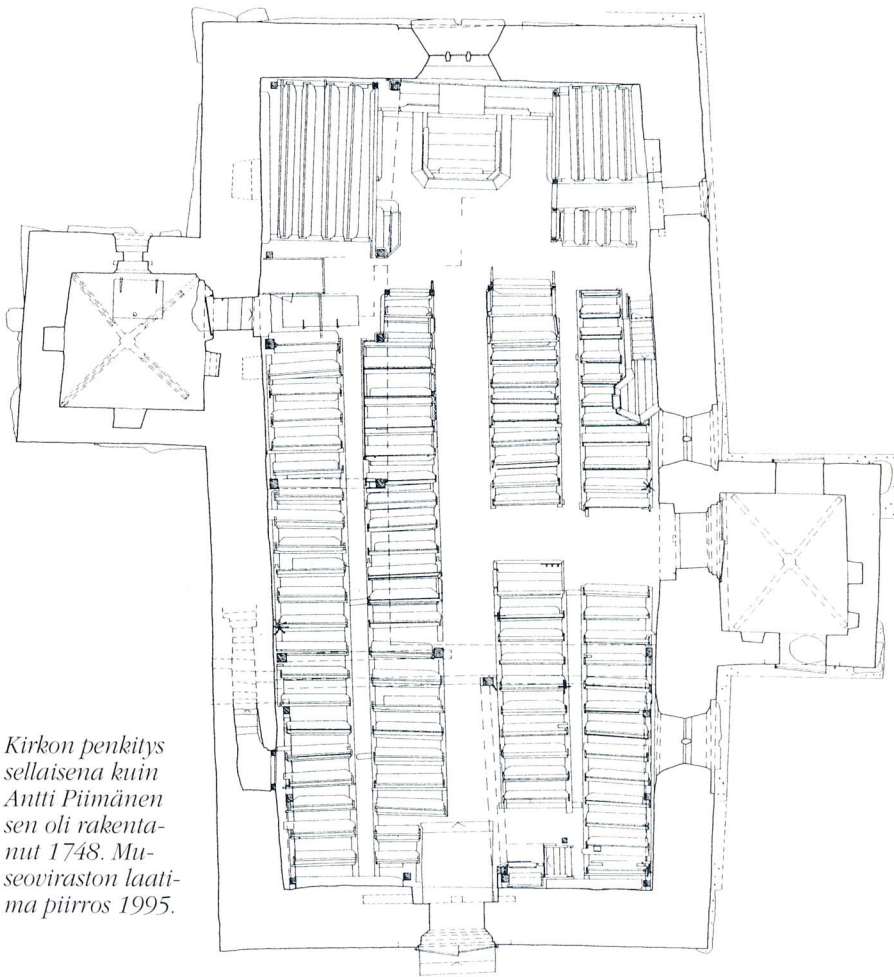 Kirkon penkitys
sellaisena kuin
Antti Piimänen
sen oli rakenta-
nut 1748. Mu-
seoviraston laati-
ma piirros 1995.